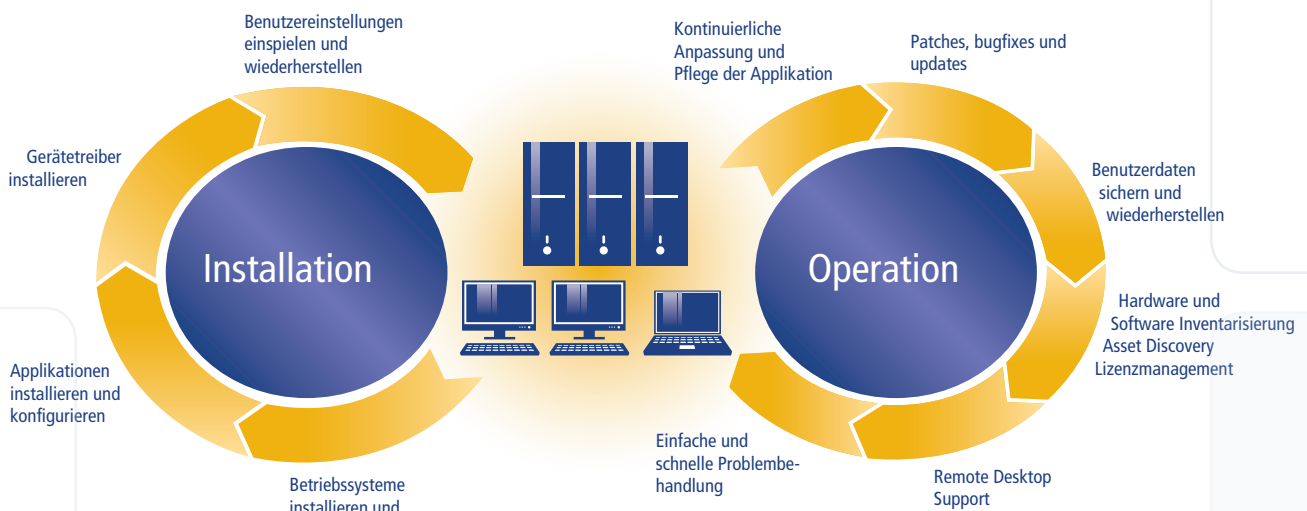 Benutzereinstellungen
einspielen und
wiederherstellen
Gerätetreiber
installieren
Installation
Applikationen
installieren und
konfigurieren
Betriebssysteme
installieren und
Kontinuierliche
Anpassung und
Pflege der Applikation
Patches, bugfixes und
updates
Benutzerdaten
sichern und
wiederherstellen
Operation
Hardware und
Software Inventarisierung
Asset Discovery
Lizenzmanagement
Remote Desktop
Support
Einfache und
schnelle Problembe-
handlung